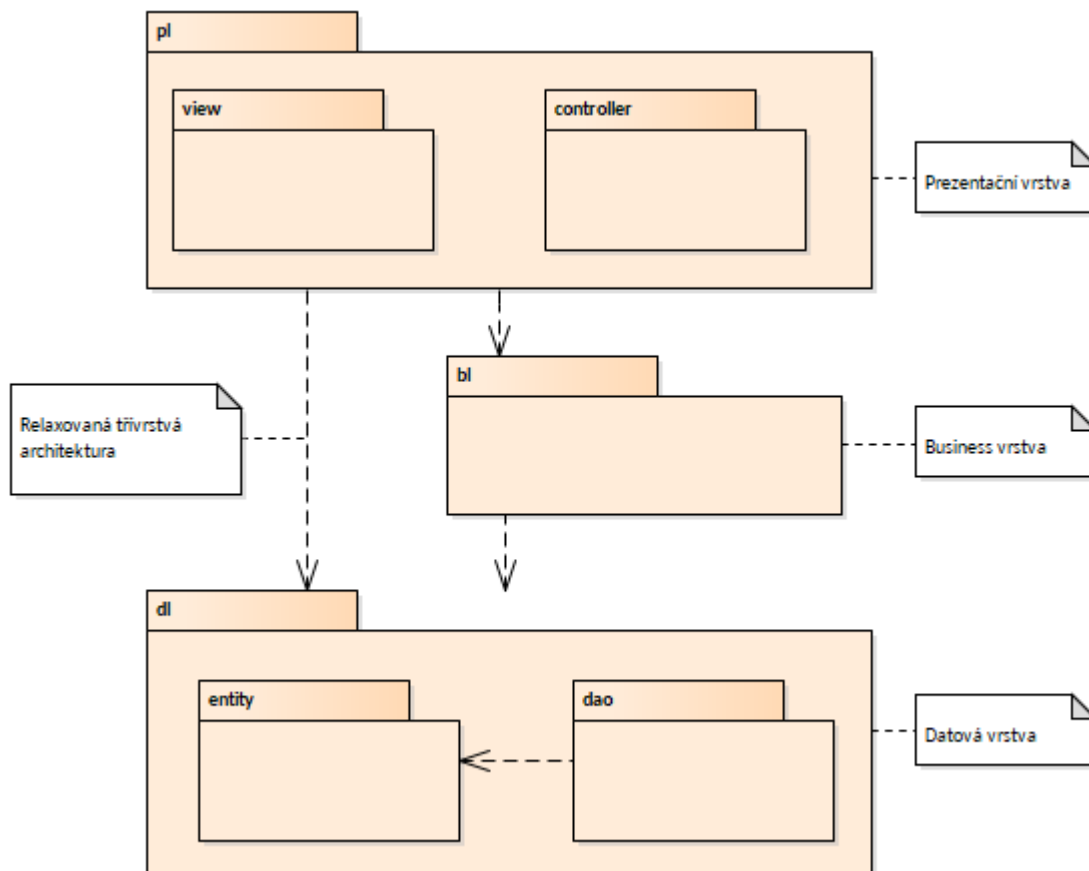 pl
view
controller
Prezentační vrstva
bl
Relaxovaná třívrstvá
architektura
Business vrstva
dl
entity
dao
Datová vrstva